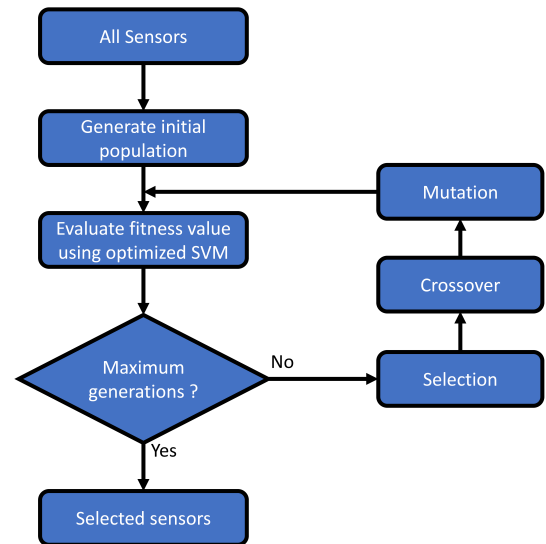 All Sensors
Generate initial
population
Mutation
Evaluate fitness value
using optimized SVM
Crossover
Maximum
generations ?
No
Selection
Yes
Selected sensors